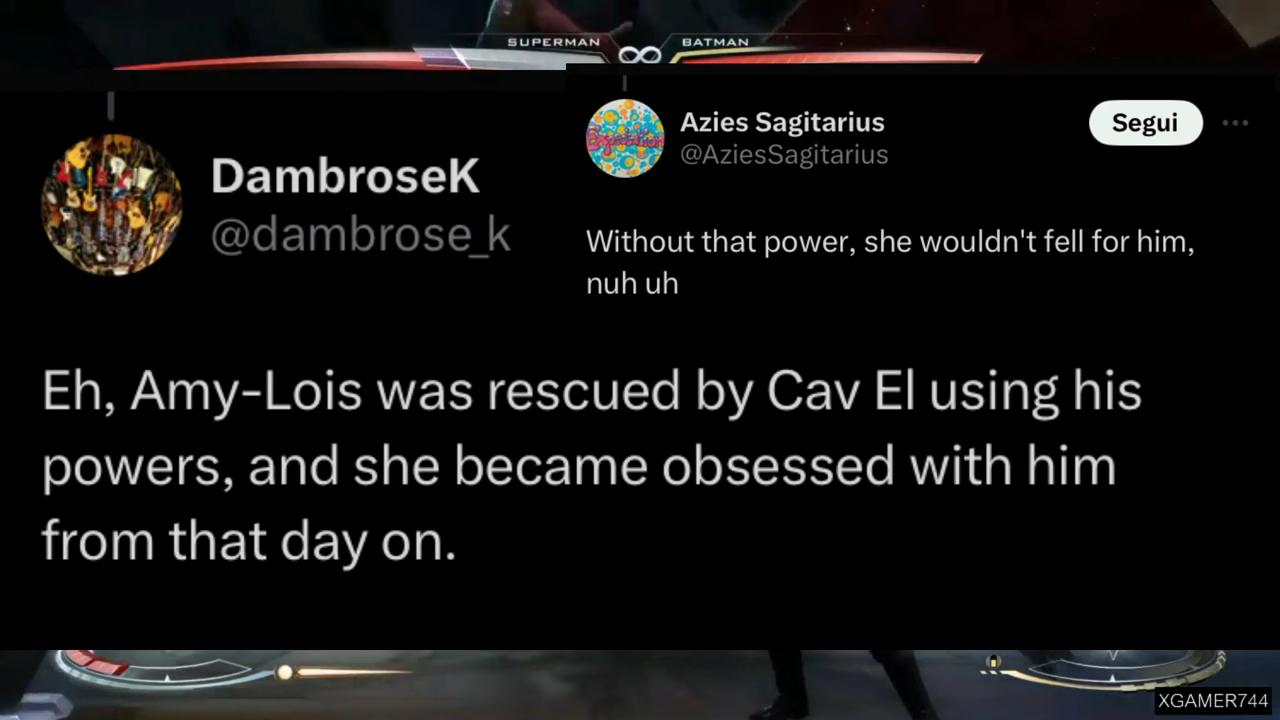 SUPERMAN
BATMAN
DambroseK
@dambrose_k
Azies Sagitarius
@AziesSagitarius
Segui
Without that power, she wouldn't fell for him,
nuh uh
Eh, Amy-Lois was rescued by Cav El using his
powers, and she became obsessed with him
from that day on.
XGAMER744